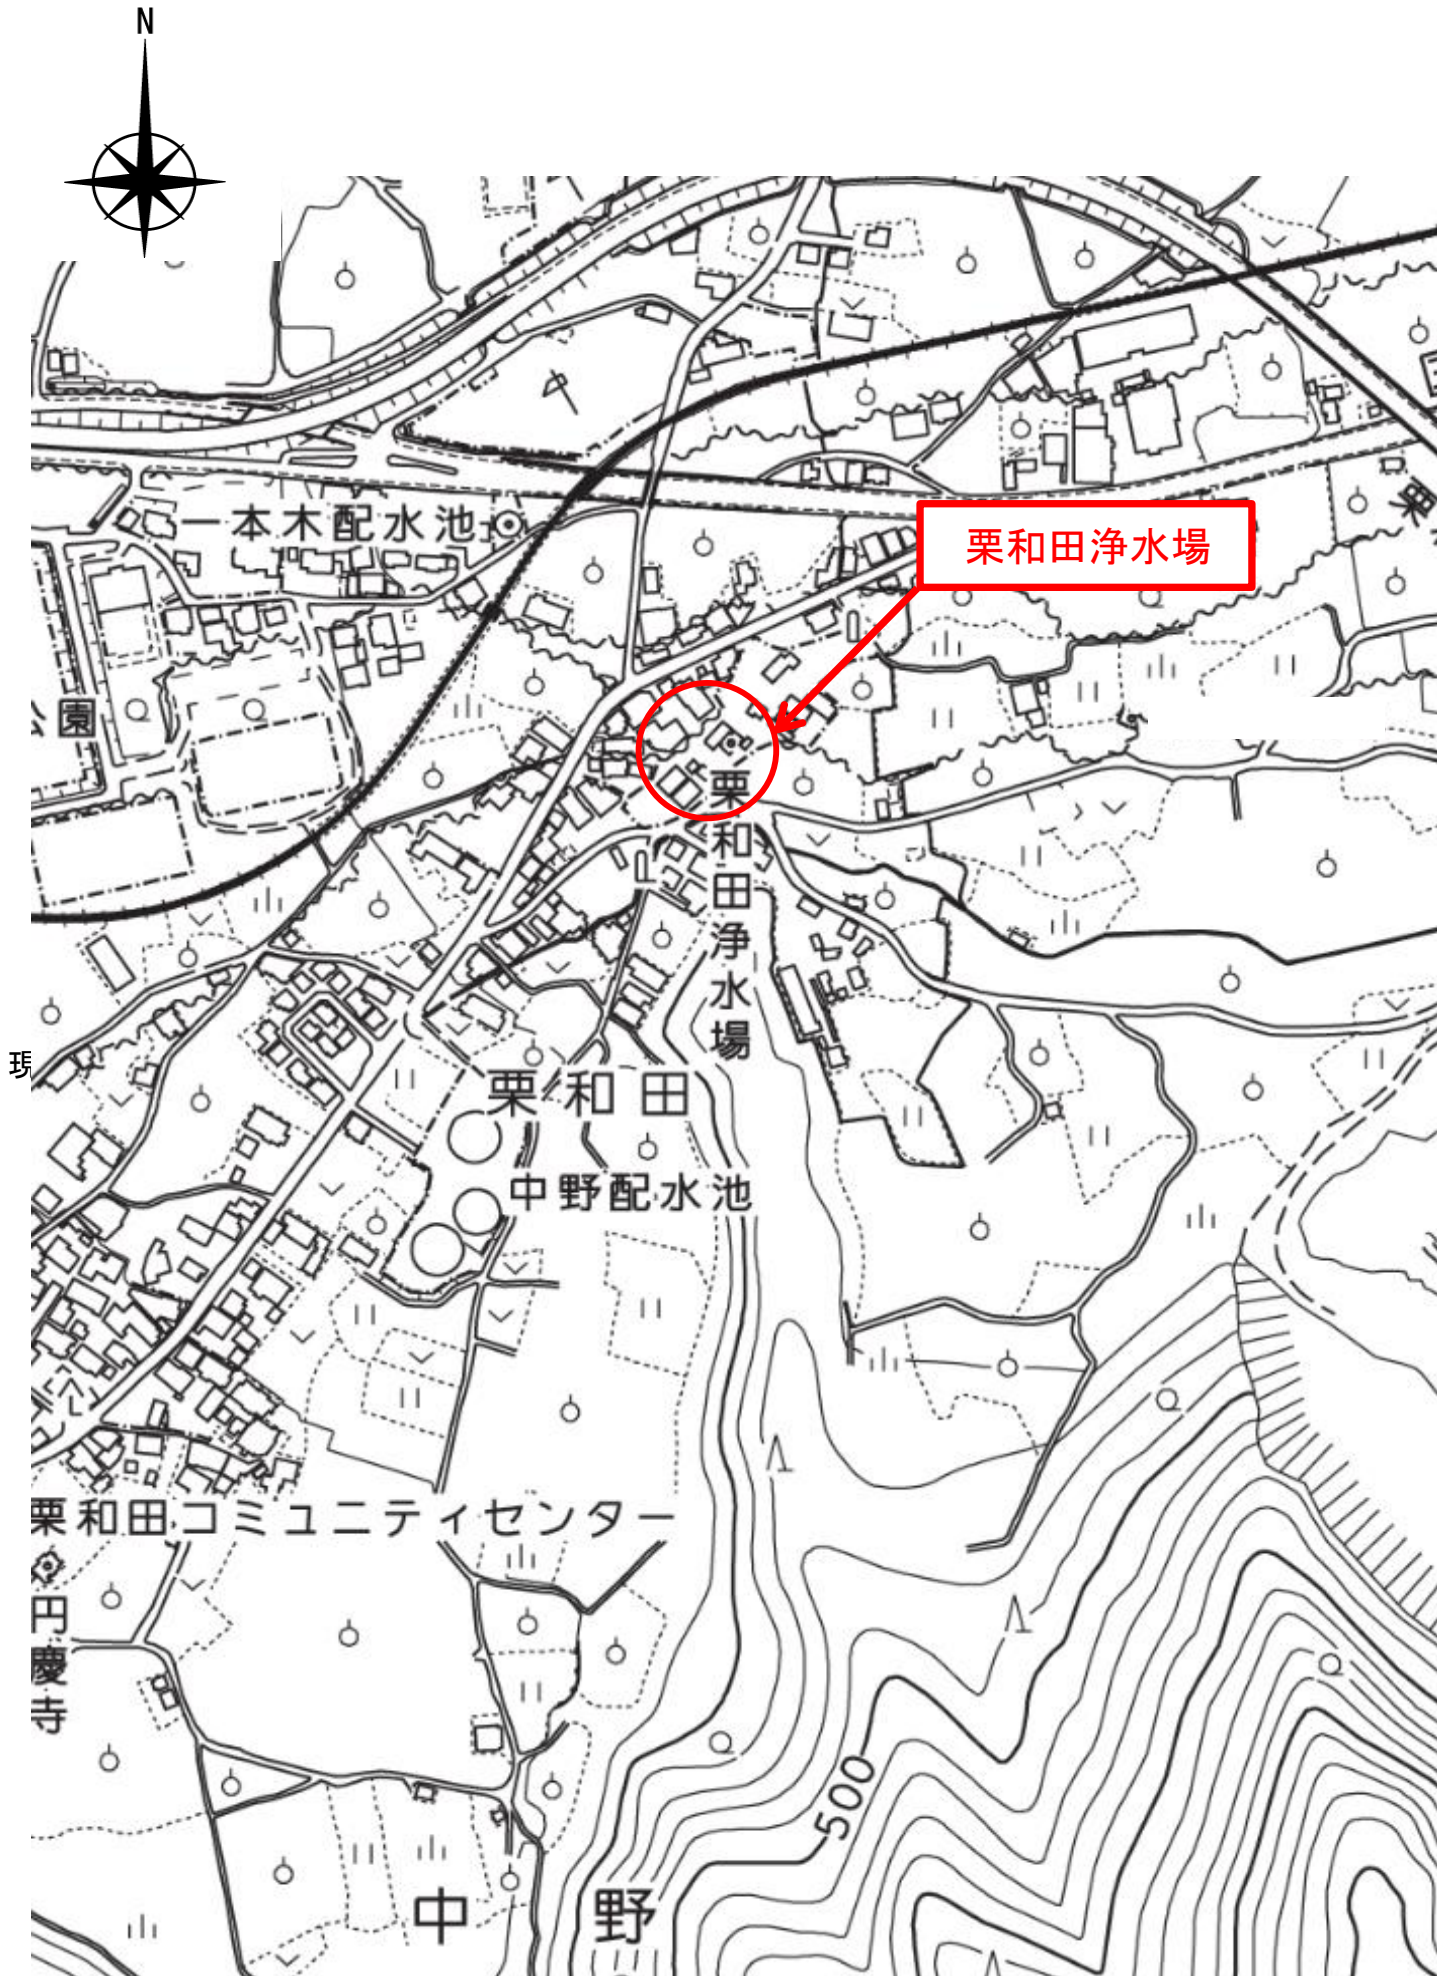 N
一本木配水池
栗和田浄水場
公園
栗和田浄水場
現
栗和田
中野配水池
栗和田コミュニティセンター
円慶寺
500
中野